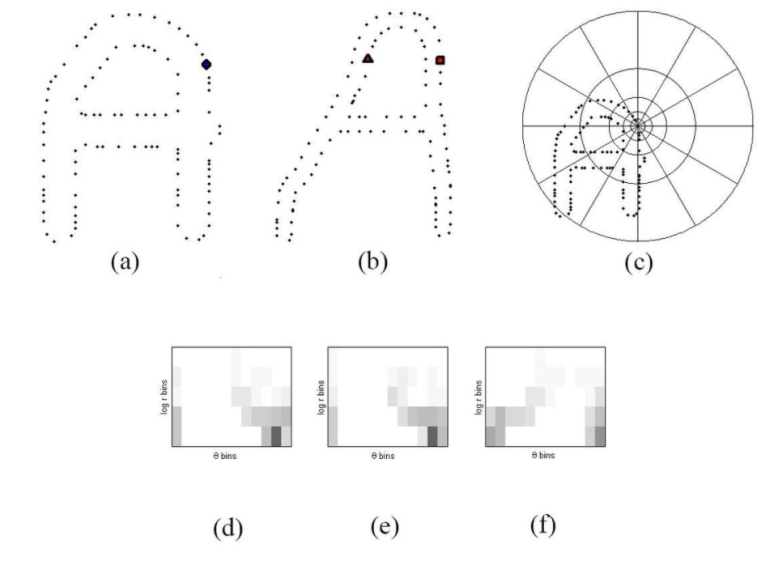 (a) (b) (c)
log r bins log r bins log r bins
θ bins θ bins θ bins
(d) (e) (f)